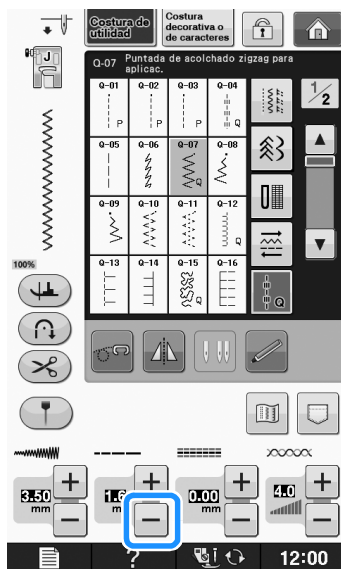 Costura de utilidad
Costura decorativa o de caracteres
J
Q-07 Puntada de acolchado zigzag para aplicac.
1/2
Q-01 Q-02 Q-03 Q-04
P P P Q
Q-05 Q-06 Q-07 Q-08
Q
Q-09 Q-10 Q-11 Q-12
Q
Q-13 Q-14 Q-15 Q-16
Q
Q
100%
3.50 mm
mm
0.00 mm
4.0
+ + + +
− − − −
?
12:00